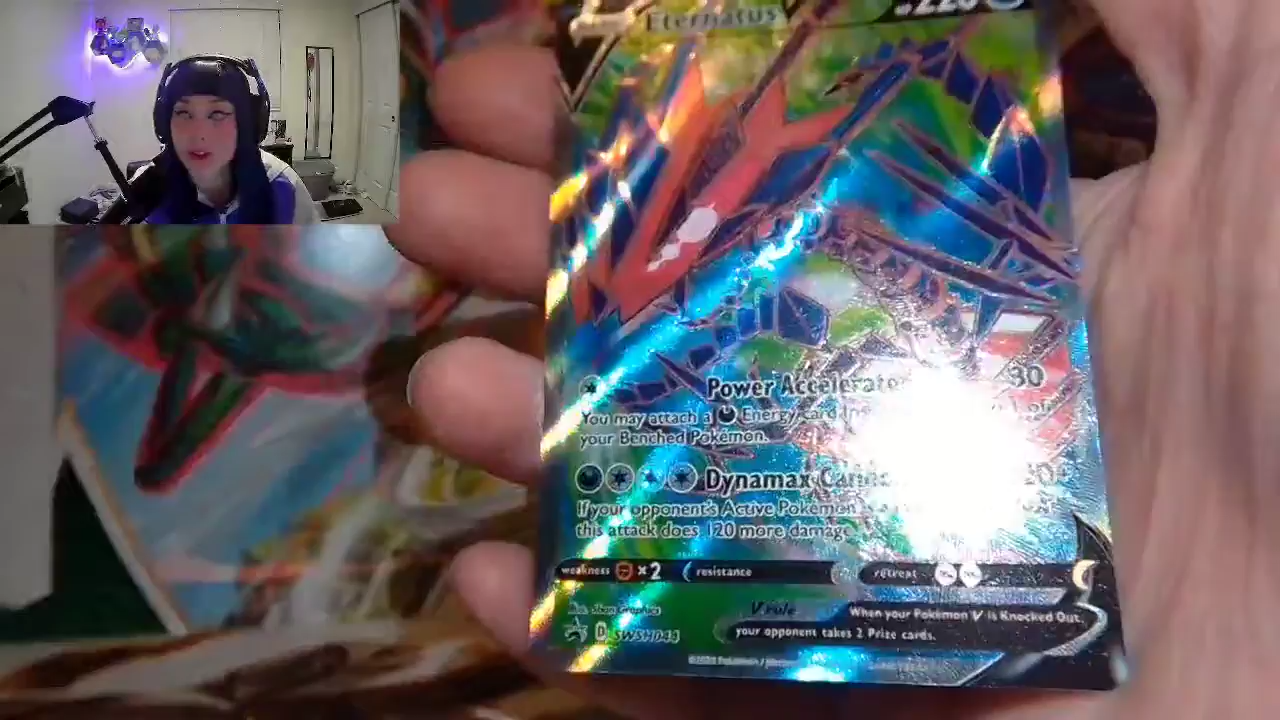 Eternatus 220
Power Accelerator 30
You may attach a Energy card
your Benched Pokémon.
Dynamax
If your opponent's Active Pokémon
this attack does 120 more damage
weakness ×2 resistance retreat
V rule When your Pokémon V is Knocked Out,
your opponent takes 2 Prize cards.
D SWSH044